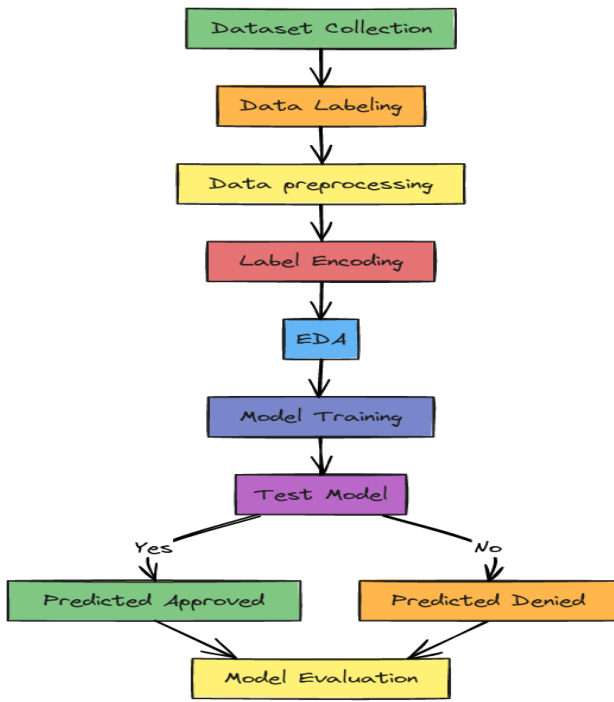 Dataset Collection
Data Labeling
Data preprocessing
Label Encoding
EDA
Model Training
Test Model
Yes
No
Predicted Approved
Predicted Denied
Model Evaluation